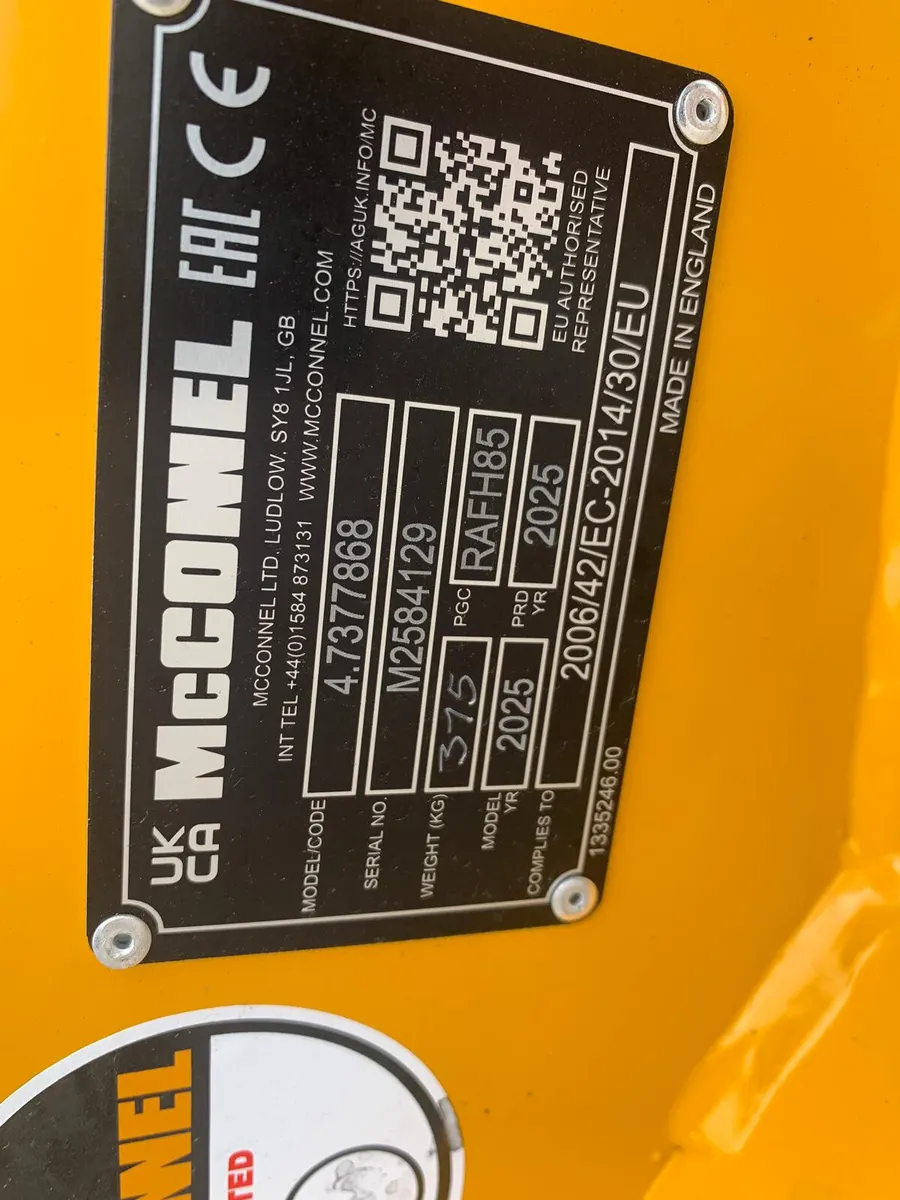 UK
CA
McCONNEL EAC CE
MCCONNEL LTD, LUDLOW, SY8 1JL, GB
INT TEL +44(0)1584 873131 WWW.MCCONNEL.COM
HTTPS://AGUK.INFO/MC
MODEL/CODE 4.7377868
SERIAL NO. M2584129
WEIGHT (KG) 375 PGC RAFH85
MODEL YR 2025 PRD YR 2025
EU AUTHORISED
REPRESENTATIVE
COMPLIES TO 2006/42/EC-2014/30/EU
1335246.00 MADE IN ENGLAND
NNEL
TED